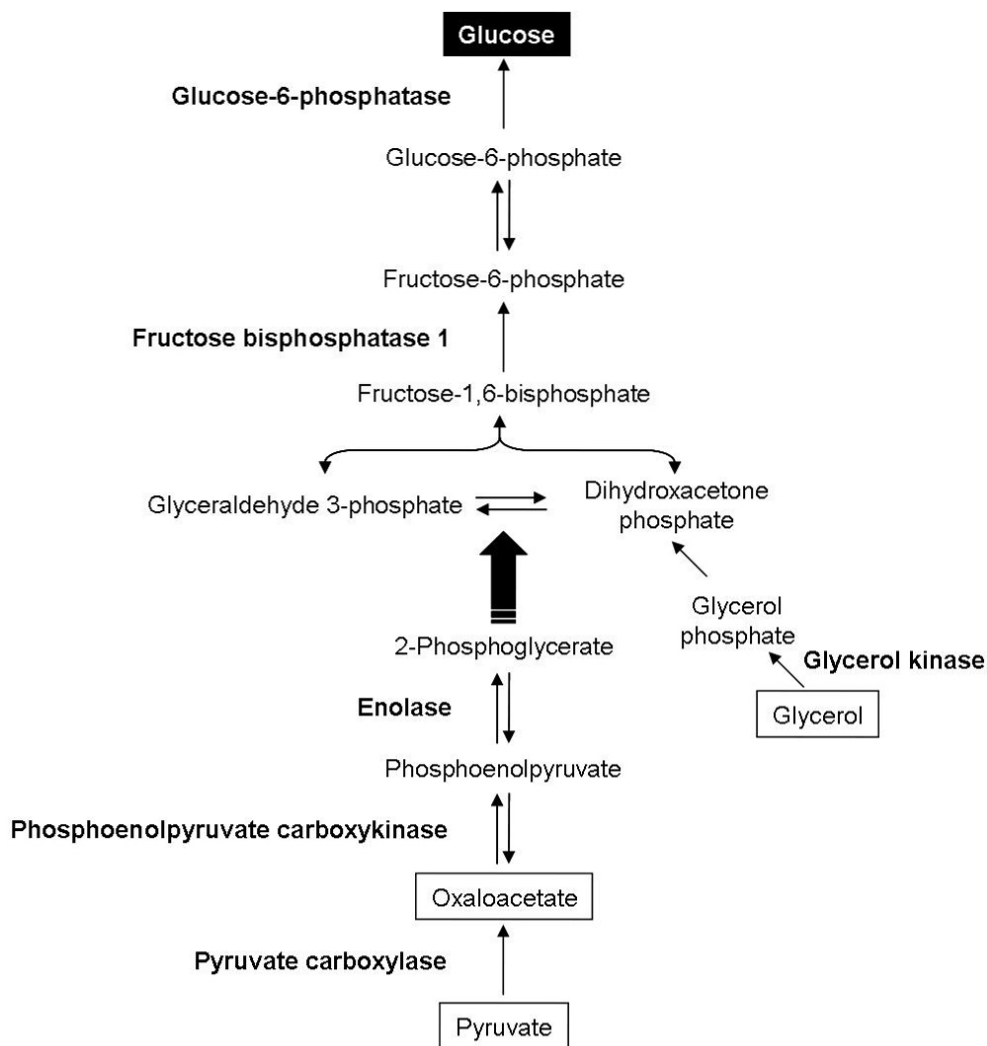 Glucose
Glucose-6-phosphatase
Glucose-6-phosphate
Fructose-6-phosphate
Fructose bisphosphatase 1
Fructose-1,6-bisphosphate
Glyceraldehyde 3-phosphate
Dihydroxacetone
phosphate
Glycerol
phosphate
2-Phosphoglycerate
Glycerol kinase
Enolase
Glycerol
Phosphoenolpyruvate
Phosphoenolpyruvate carboxykinase
Oxaloacetate
Pyruvate carboxylase
Pyruvate